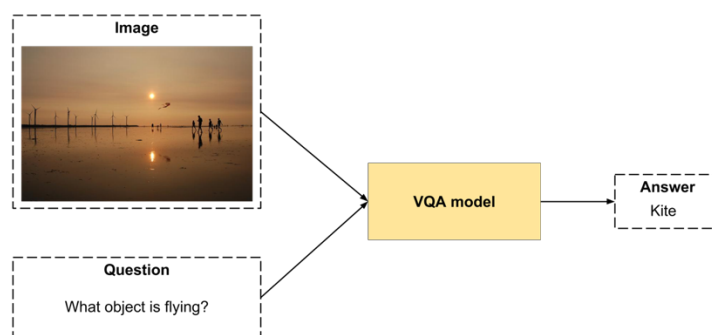 Image
Question
What object is flying?
VQA model
Answer
Kite